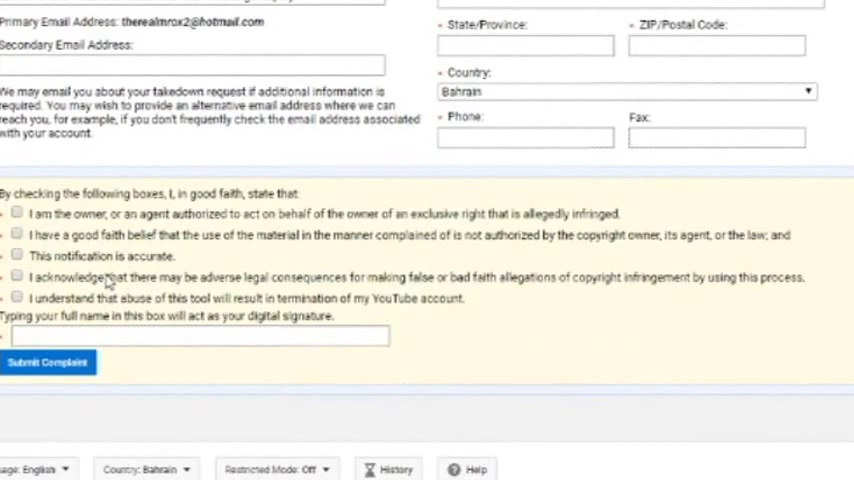 Primary Email Address: therealmrox2@hotmail.com
Secondary Email Address:
We may email you about your takedown request if additional information is
required. You may wish to provide an alternative email address where we can
reach you, for example, if you don't frequently check the email address associated
with your account.
* State/Province:
* ZIP/Postal Code:
* Country:
Bahrain
* Phone:
Fax:
By checking the following boxes, I, in good faith, state that:
I am the owner, or an agent authorized to act on behalf of the owner of an exclusive right that is allegedly infringed.
I have a good faith belief that the use of the material in the manner complained of is not authorized by the copyright owner, its agent, or the law; and
This notification is accurate.
I acknowledge that there may be adverse legal consequences for making false or bad faith allegations of copyright infringement by using this process.
I understand that abuse of this tool will result in termination of my YouTube account.
Typing your full name in this box will act as your digital signature.
Submit Complaint
English
Country: Bahrain
Restricted Mode: Off
History
Help